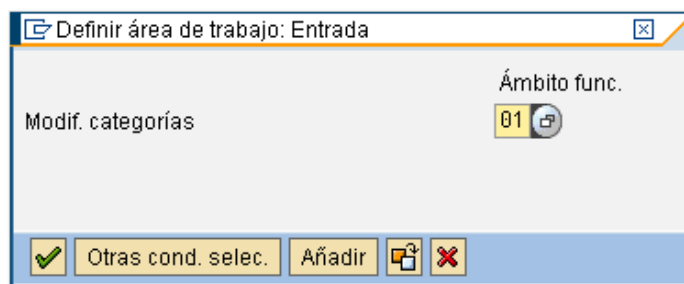 Definir área de trabajo: Entrada
Ámbito func.
Modif. categorías 01
Otras cond. selec. Añadir